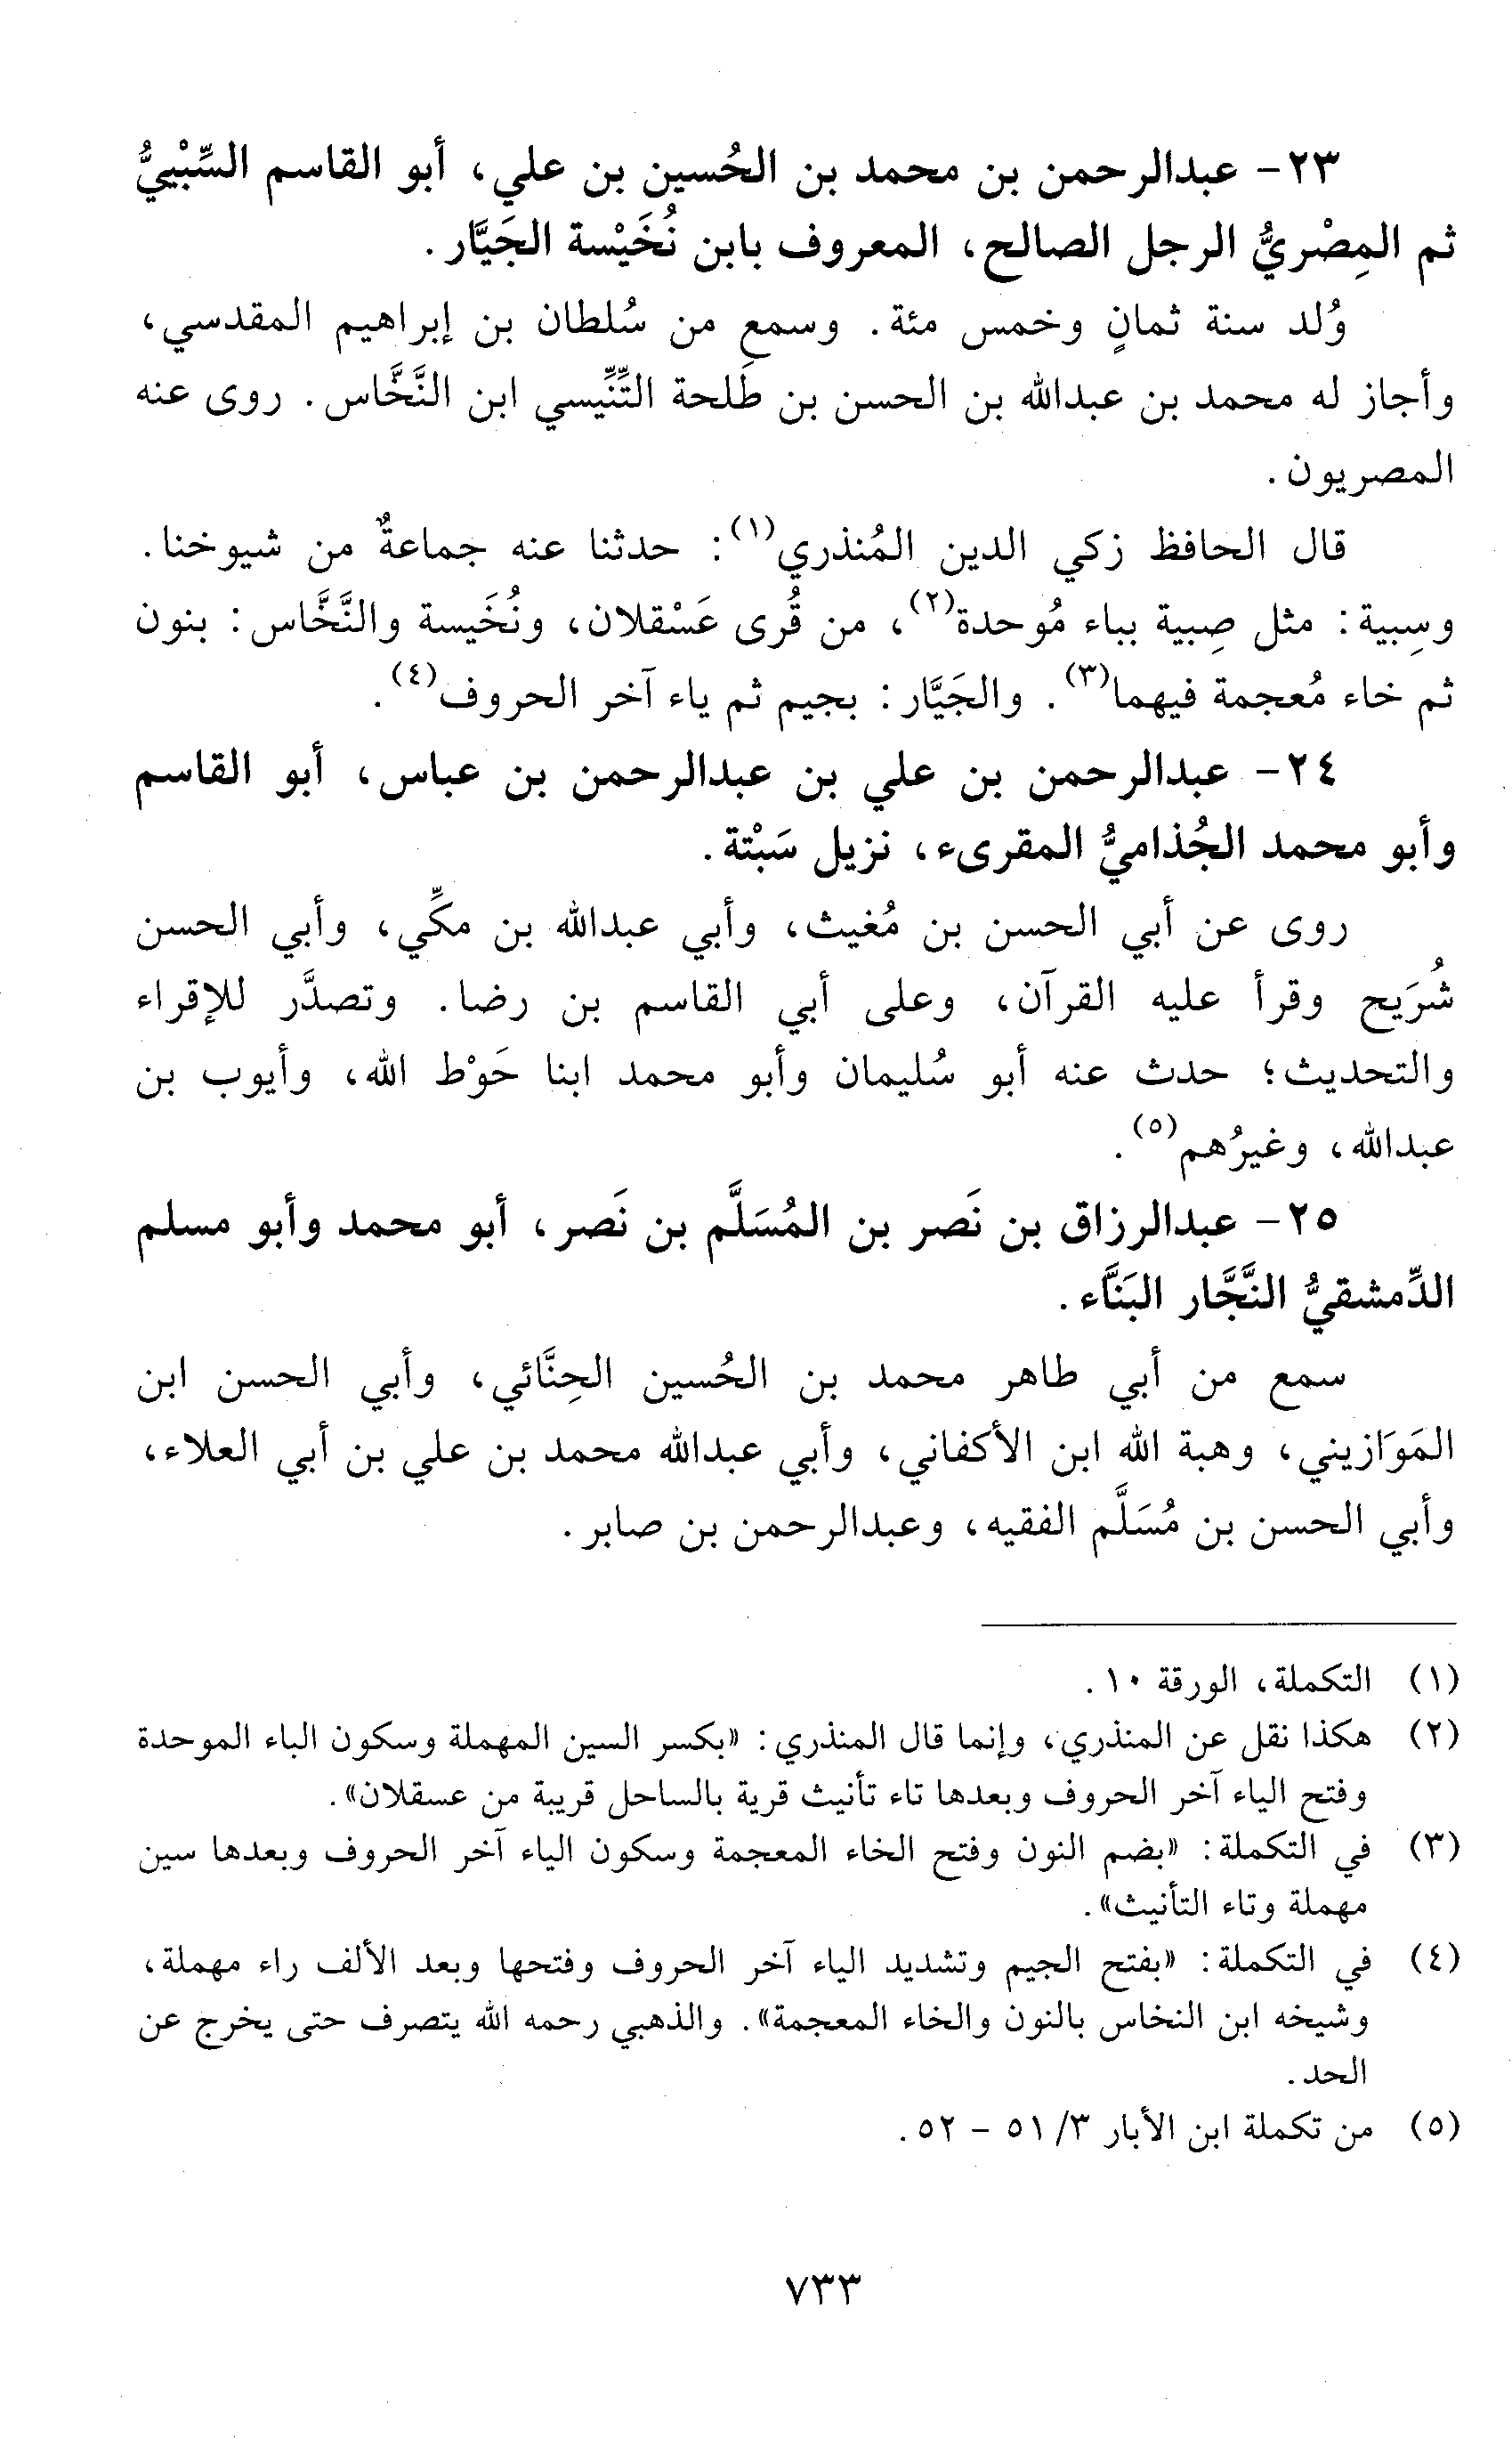 ٢٣- عبدالرحمن بن محمد بن الحُسين بن علي، أبو القاسم السِّبْييُّ
ثم المِصْريُّ الرجل الصالح، المعروف بابن نُخَيْسة الجَيَّار.
وُلد سنة ثمانٍ وخمس مئة. وسمع من سُلطان بن إبراهيم المقدسي،
وأجاز له محمد بن عبدالله بن الحسن بن طَلحة التِّنِّيسي ابن النَّخَّاس. روى عنه
المصريون.
قال الحافظ زكي الدين المُنذري(١): حدثنا عنه جماعةٌ من شيوخنا.
وسِبية: مثل صِبية بباء مُوحدة(٢)، من قُرى عَسْقلان، ونُخَيسة والنَّخَّاس: بنون
ثم خاء مُعجمة فيهما(٣). والجَيَّار: بجيم ثم ياء آخر الحروف(٤).
٢٤- عبدالرحمن بن علي بن عبدالرحمن بن عباس، أبو القاسم
وأبو محمد الجُذاميُّ المقرىء، نزيل سَبْتة.
روى عن أبي الحسن بن مُغيث، وأبي عبدالله بن مكِّي، وأبي الحسن
شُرَيح وقرأ عليه القرآن، وعلى أبي القاسم بن رضا. وتصدَّر للإقراء
والتحديث؛ حدث عنه أبو سُليمان وأبو محمد ابنا حَوْط الله، وأيوب بن
عبدالله، وغيرُهم(٥).
٢٥- عبدالرزاق بن نَصر بن المُسَلَّم بن نَصر، أبو محمد وأبو مسلم
الدِّمشقيُّ النَّجَّار البَنَّاء.
سمع من أبي طاهر محمد بن الحُسين الحِنَّائي، وأبي الحسن ابن
المَوَازيني، وهبة الله ابن الأكفاني، وأبي عبدالله محمد بن علي بن أبي العلاء،
وأبي الحسن بن مُسَلَّم الفقيه، وعبدالرحمن بن صابر.
(١) التكملة، الورقة ١٠.
(٢) هكذا نقل عن المنذري، وإنما قال المنذري: «بكسر السين المهملة وسكون الباء الموحدة
وفتح الياء آخر الحروف وبعدها تاء تأنيث قرية بالساحل قريبة من عسقلان».
(٣) في التكملة: «بضم النون وفتح الخاء المعجمة وسكون الياء آخر الحروف وبعدها سين
مهملة وتاء التأنيث».
(٤) في التكملة: «بفتح الجيم وتشديد الياء آخر الحروف وفتحها وبعد الألف راء مهملة،
وشيخه ابن النخاس بالنون والخاء المعجمة». والذهبي رحمه الله يتصرف حتى يخرج عن
الحد.
(٥) من تكملة ابن الأبار ٣/ ٥١ - ٥٢.
٧٣٣